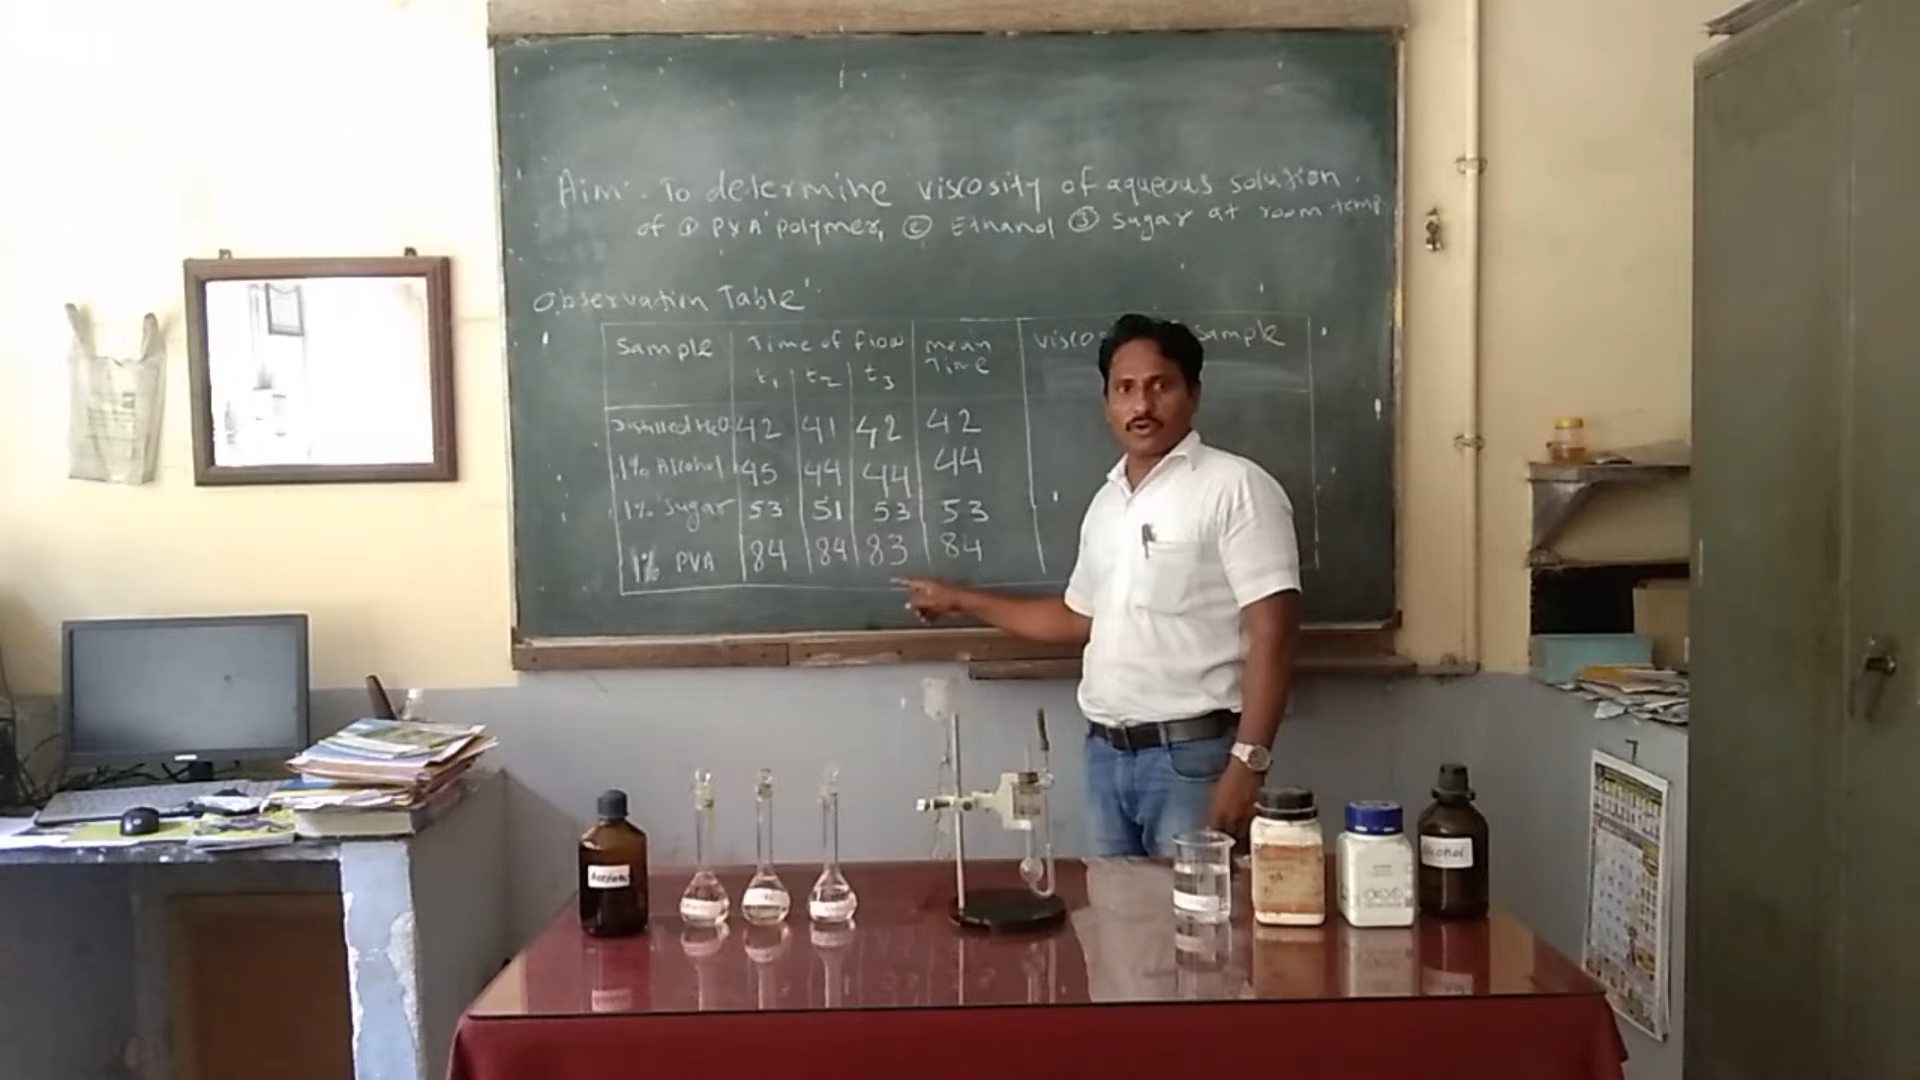 Aim:- To determine viscosity of aqueous solution.
of ① PVA polymer, ② Ethanol ③ Sugar at room temp
Observation Table:
Sample Time of flow mean Time sample
t1 t2 t3
Distilled H2O 42 41 42 42
1% Alcohol 45 44 44 44
1% Sugar 53 51 53 53
1% PVA 84 84 83 84